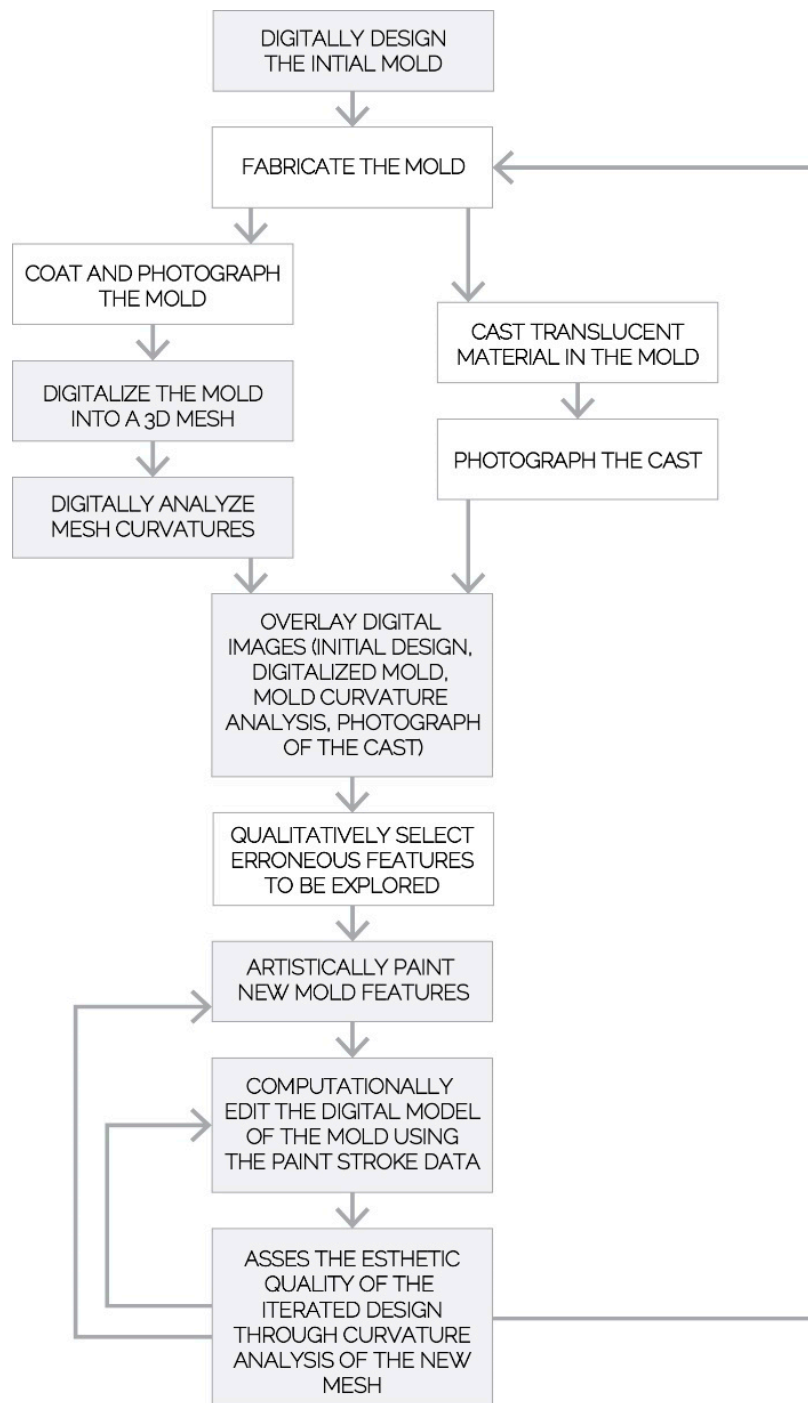 DIGITALLY DESIGN
THE INTIAL MOLD
FABRICATE THE MOLD
COAT AND PHOTOGRAPH
THE MOLD
CAST TRANSLUCENT
MATERIAL IN THE MOLD
DIGITALIZE THE MOLD
INTO A 3D MESH
PHOTOGRAPH THE CAST
DIGITALLY ANALYZE
MESH CURVATURES
OVERLAY DIGITAL
IMAGES (INITIAL DESIGN,
DIGITALIZED MOLD,
MOLD CURVATURE
ANALYSIS, PHOTOGRAPH
OF THE CAST)
QUALITATIVELY SELECT
ERRONEOUS FEATURES
TO BE EXPLORED
ARTISTICALLY PAINT
NEW MOLD FEATURES
COMPUTATIONALLY
EDIT THE DIGITAL MODEL
OF THE MOLD USING
THE PAINT STROKE DATA
ASSES THE ESTHETIC
QUALITY OF THE
ITERATED DESIGN
THROUGH CURVATURE
ANALYSIS OF THE NEW
MESH